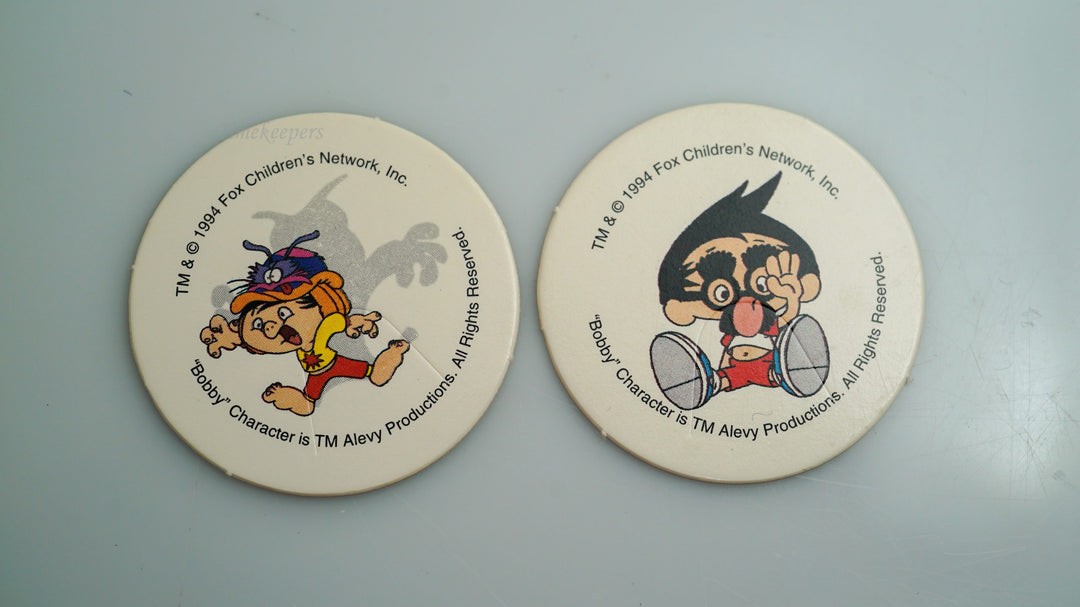 TM & © 1994 Fox Children's Network, Inc.
"Bobby" Character is TM Alevy Productions. All Rights Reserved.
TM & © 1994 Fox Children's Network, Inc.
"Bobby" Character is TM Alevy Productions. All Rights Reserved.